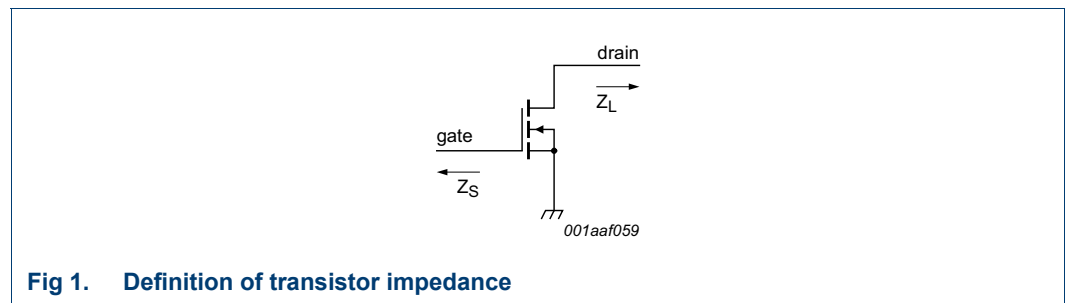 drain
Z_L
gate
Z_S
001aaf059
Fig 1. Definition of transistor impedance